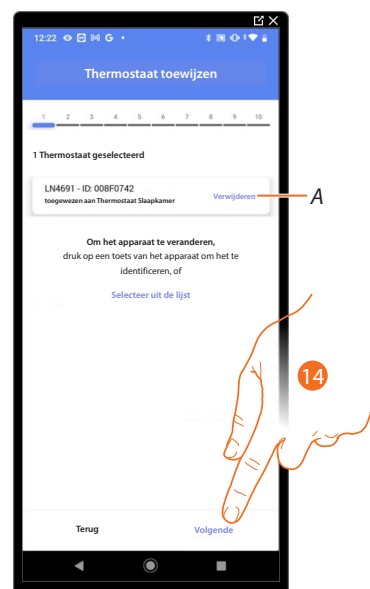 12:22 G
Thermostaat toewijzen
1 2 3 4 5 6 7 8 9 10
1 Thermostaat geselecteerd
LN4691 - ID: 008F0742
toegewezen aan Thermostaat Slaapkamer
Verwijderen
A
Om het apparaat te veranderen,
druk op een toets van het apparaat om het te
identificeren, of
Selecteer uit de lijst
14
Terug Volgende